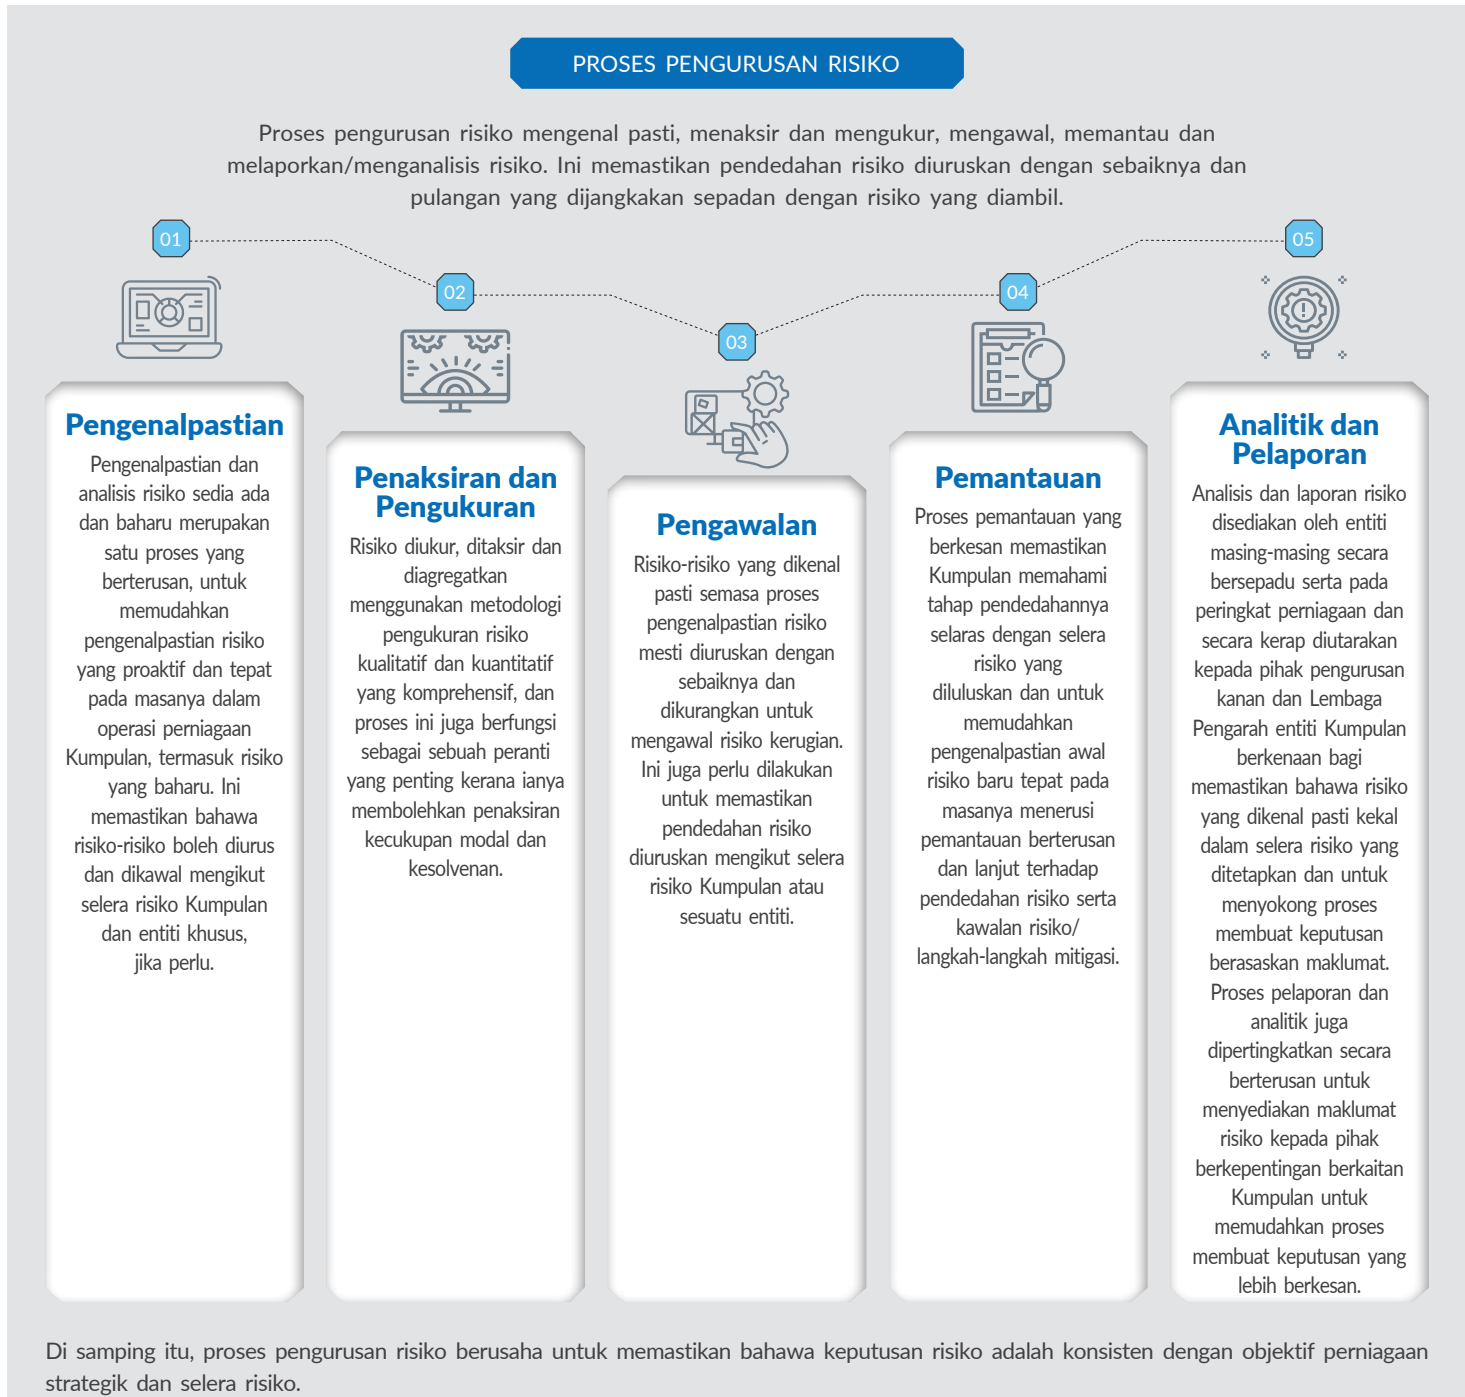 PROSES PENGURUSAN RISIKO
Proses pengurusan risiko mengenal pasti, menaksir dan mengukur, mengawal, memantau dan
melaporkan/menganalisis risiko. Ini memastikan pendedahan risiko diuruskan dengan sebaiknya dan
pulangan yang dijangkakan sepadan dengan risiko yang diambil.
01
Pengenalpastian
Pengenalpastian dan
analisis risiko sedia ada
dan baharu merupakan
satu proses yang
berterusan, untuk
memudahkan
pengenalpastian risiko
yang proaktif dan tepat
pada masanya dalam
operasi perniagaan
Kumpulan, termasuk risiko
yang baharu. Ini
memastikan bahawa
risiko-risiko boleh diurus
dan dikawal mengikut
selera risiko Kumpulan
dan entiti khusus,
jika perlu.
02
Penaksiran dan
Pengukuran
Risiko diukur, ditaksir dan
diagregatkan
menggunakan metodologi
pengukuran risiko
kualitatif dan kuantitatif
yang komprehensif, dan
proses ini juga berfungsi
sebagai sebuah peranti
yang penting kerana ianya
membolehkan penaksiran
kecukupan modal dan
kesolvenan.
03
Pengawalan
Risiko-risiko yang dikenal
pasti semasa proses
pengenalpastian risiko
mesti diuruskan dengan
sebaiknya dan
dikurangkan untuk
mengawal risiko kerugian.
Ini juga perlu dilakukan
untuk memastikan
pendedahan risiko
diuruskan mengikut selera
risiko Kumpulan atau
sesuatu entiti.
04
Pemantauan
Proses pemantauan yang
berkesan memastikan
Kumpulan memahami
tahap pendedahannya
selaras dengan selera
risiko yang
diluluskan dan untuk
memudahkan
pengenalpastian awal
risiko baru tepat pada
masanya menerusi
pemantauan berterusan
dan lanjut terhadap
pendedahan risiko serta
kawalan risiko/
langkah-langkah mitigasi.
05
Analitik dan
Pelaporan
Analisis dan laporan risiko
disediakan oleh entiti
masing-masing secara
bersepadu serta pada
peringkat perniagaan dan
secara kerap diutarakan
kepada pihak pengurusan
kanan dan Lembaga
Pengarah entiti Kumpulan
berkenaan bagi
memastikan bahawa risiko
yang dikenal pasti kekal
dalam selera risiko yang
ditetapkan dan untuk
menyokong proses
membuat keputusan
berasaskan maklumat.
Proses pelaporan dan
analitik juga
dipertingkatkan secara
berterusan untuk
menyediakan maklumat
risiko kepada pihak
berkepentingan berkaitan
Kumpulan untuk
memudahkan proses
membuat keputusan yang
lebih berkesan.
Di samping itu, proses pengurusan risiko berusaha untuk memastikan bahawa keputusan risiko adalah konsisten dengan objektif perniagaan
strategik dan selera risiko.